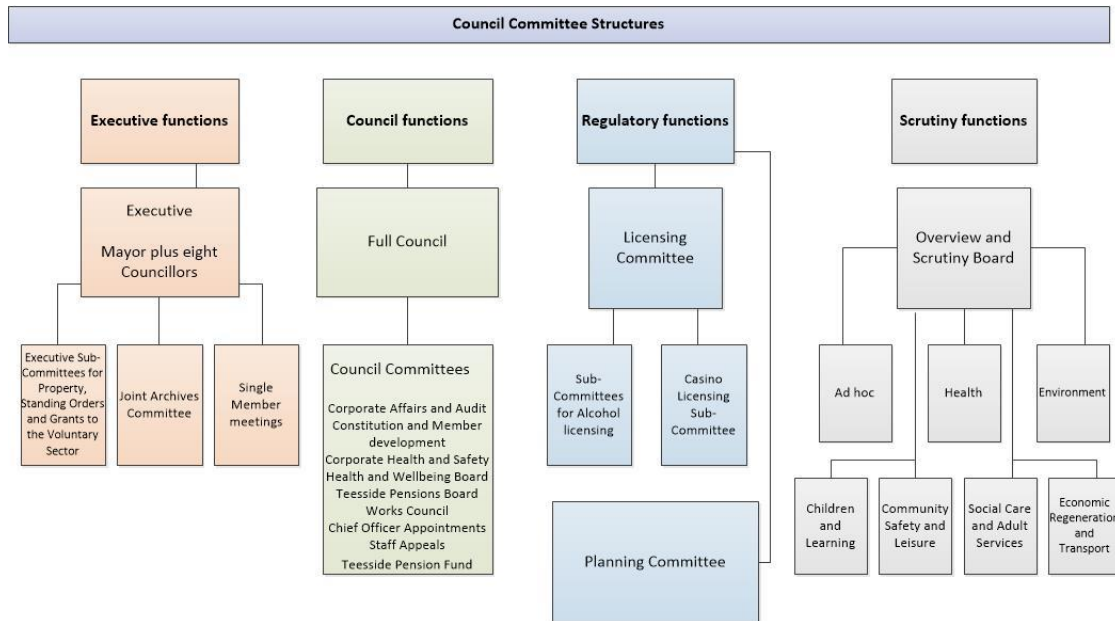 Council Committee Structures
Executive functions
Council functions
Regulatory functions
Scrutiny functions
Executive
Mayor plus eight
Councillors
Full Council
Licensing
Committee
Overview and
Scrutiny Board
Executive Sub-
Committees for
Property,
Standing Orders
and Grants to
the Voluntary
Sector
Joint Archives
Committee
Single
Member
meetings
Council Committees
Corporate Affairs and Audit
Constitution and Member
development
Corporate Health and Safety
Health and Wellbeing Board
Teesside Pensions Board
Works Council
Chief Officer Appointments
Staff Appeals
Teesside Pension Fund
Sub-
Committees
for Alcohol
licensing
Casino
Licensing
Sub-
Committee
Planning Committee
Ad hoc
Health
Environment
Children
and
Learning
Community
Safety and
Leisure
Social Care
and Adult
Services
Economic
Regeneration
and
Transport